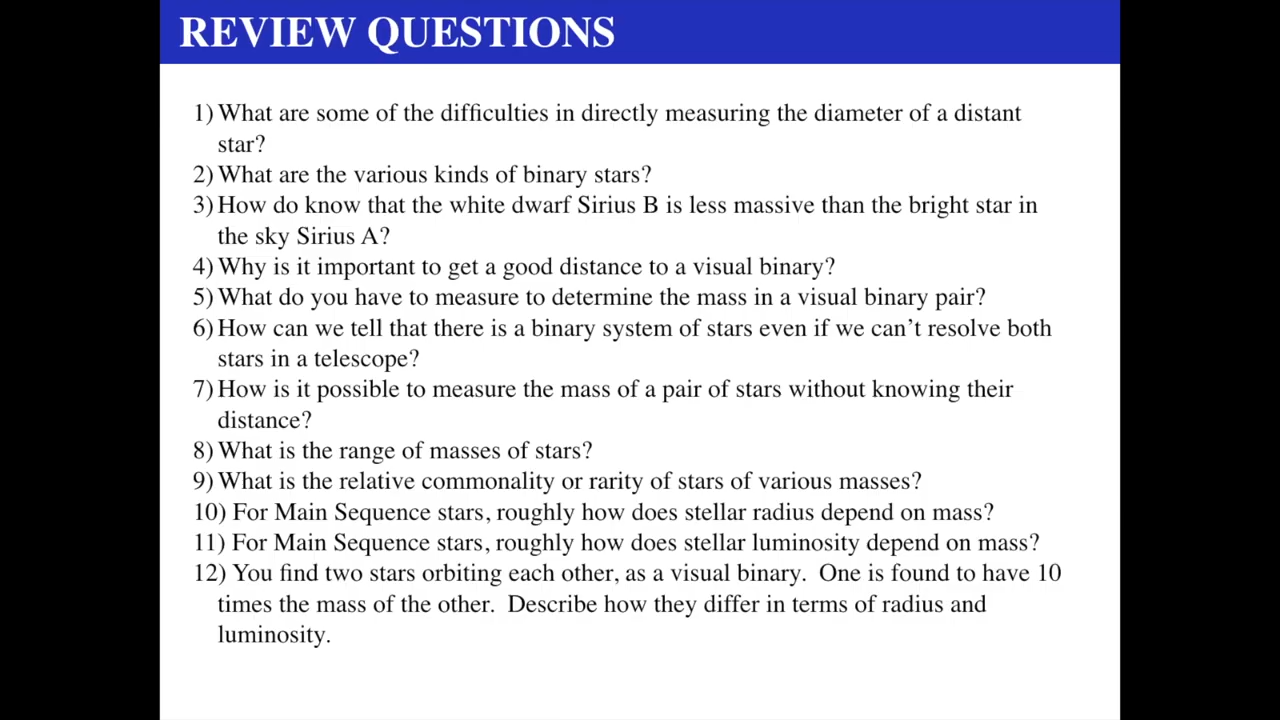 REVIEW QUESTIONS
1) What are some of the difficulties in directly measuring the diameter of a distant
star?
2) What are the various kinds of binary stars?
3) How do know that the white dwarf Sirius B is less massive than the bright star in
the sky Sirius A?
4) Why is it important to get a good distance to a visual binary?
5) What do you have to measure to determine the mass in a visual binary pair?
6) How can we tell that there is a binary system of stars even if we can’t resolve both
stars in a telescope?
7) How is it possible to measure the mass of a pair of stars without knowing their
distance?
8) What is the range of masses of stars?
9) What is the relative commonality or rarity of stars of various masses?
10) For Main Sequence stars, roughly how does stellar radius depend on mass?
11) For Main Sequence stars, roughly how does stellar luminosity depend on mass?
12) You find two stars orbiting each other, as a visual binary.  One is found to have 10
times the mass of the other.  Describe how they differ in terms of radius and
luminosity.